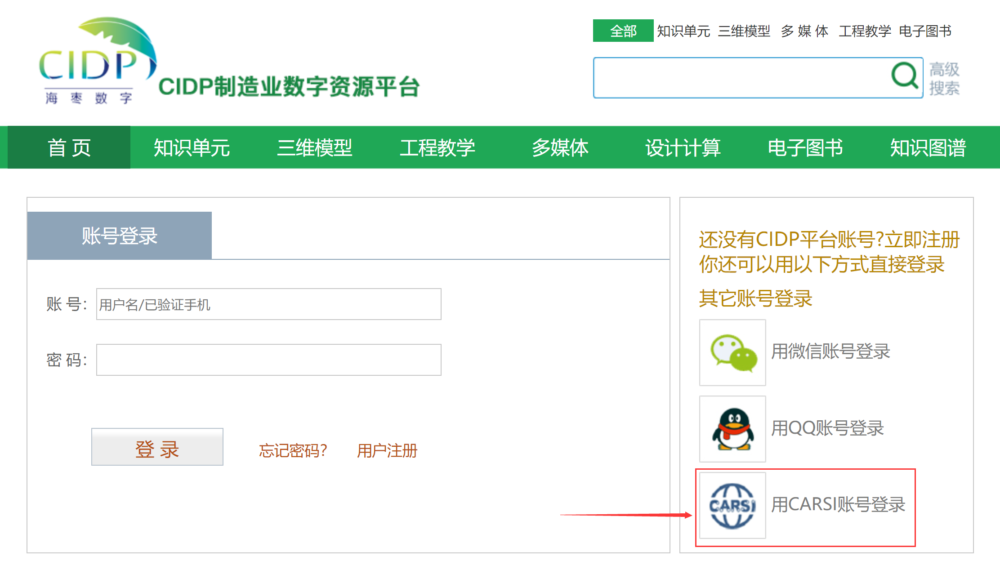 CIDP
海枣数字
CIDP制造业数字资源平台
全部 知识单元 三维模型 多 媒 体 工程教学 电子图书
高级
搜索
首 页 知识单元 三维模型 工程教学 多媒体 设计计算 电子图书 知识图谱
账号登录
账 号: 用户名/已验证手机
密 码:
登 录 忘记密码? 用户注册
还没有CIDP平台账号?立即注册
你还可以用以下方式直接登录
其它账号登录
用微信账号登录
用QQ账号登录
CARSI 用CARSI账号登录